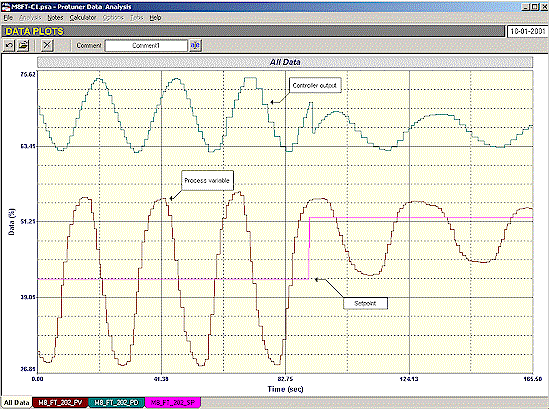 M8FT-C1.pra - Protuner Data Analysis
File Analysis Notes Calculator Options Tabs Help
DATA PLOTS
10-01-2001
Comment Comment1
All Data
75.62
Controller output
63.45
Process variable
51.25
Data (%)
39.05
Setpoint
26.84
0.00 41.38 82.75 124.13 165.50
Time (sec)
All Data M8_FT_202_PV M8_FT_202_PD M8_FT_202_SP